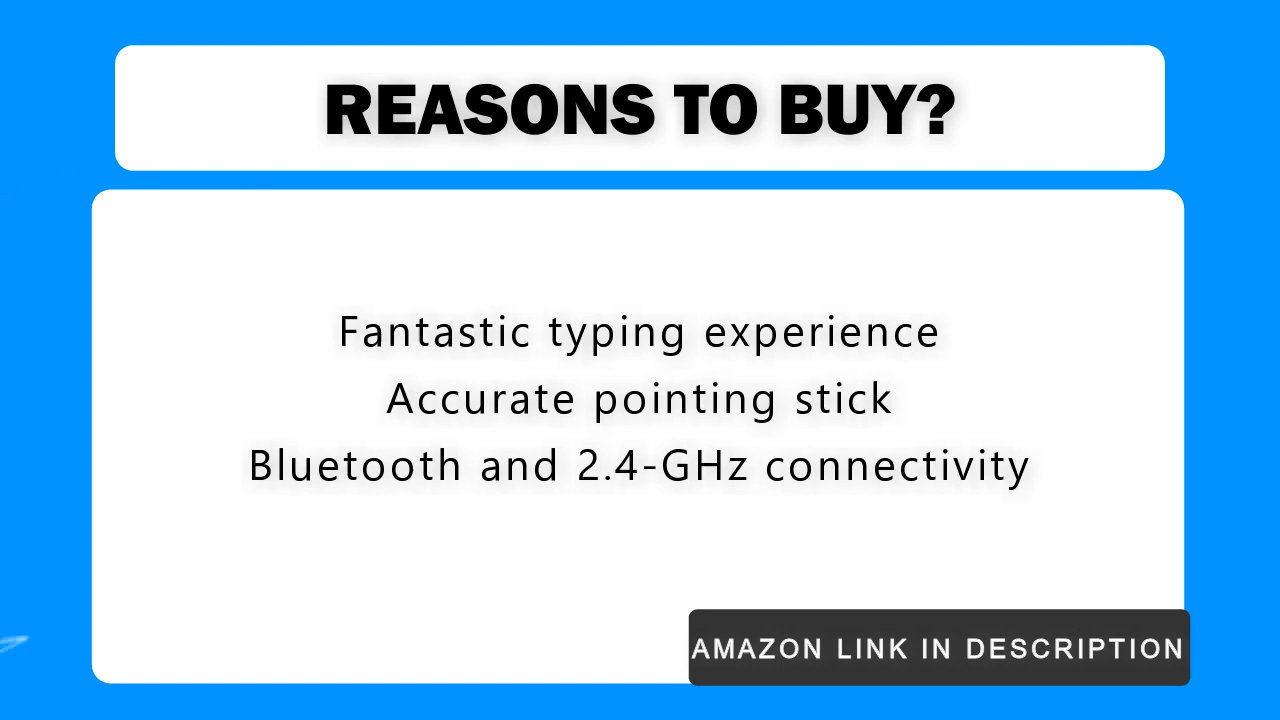 REASONS TO BUY?
Fantastic typing experience
Accurate pointing stick
Bluetooth and 2.4-GHz connectivity
AMAZON LINK IN DESCRIPTION